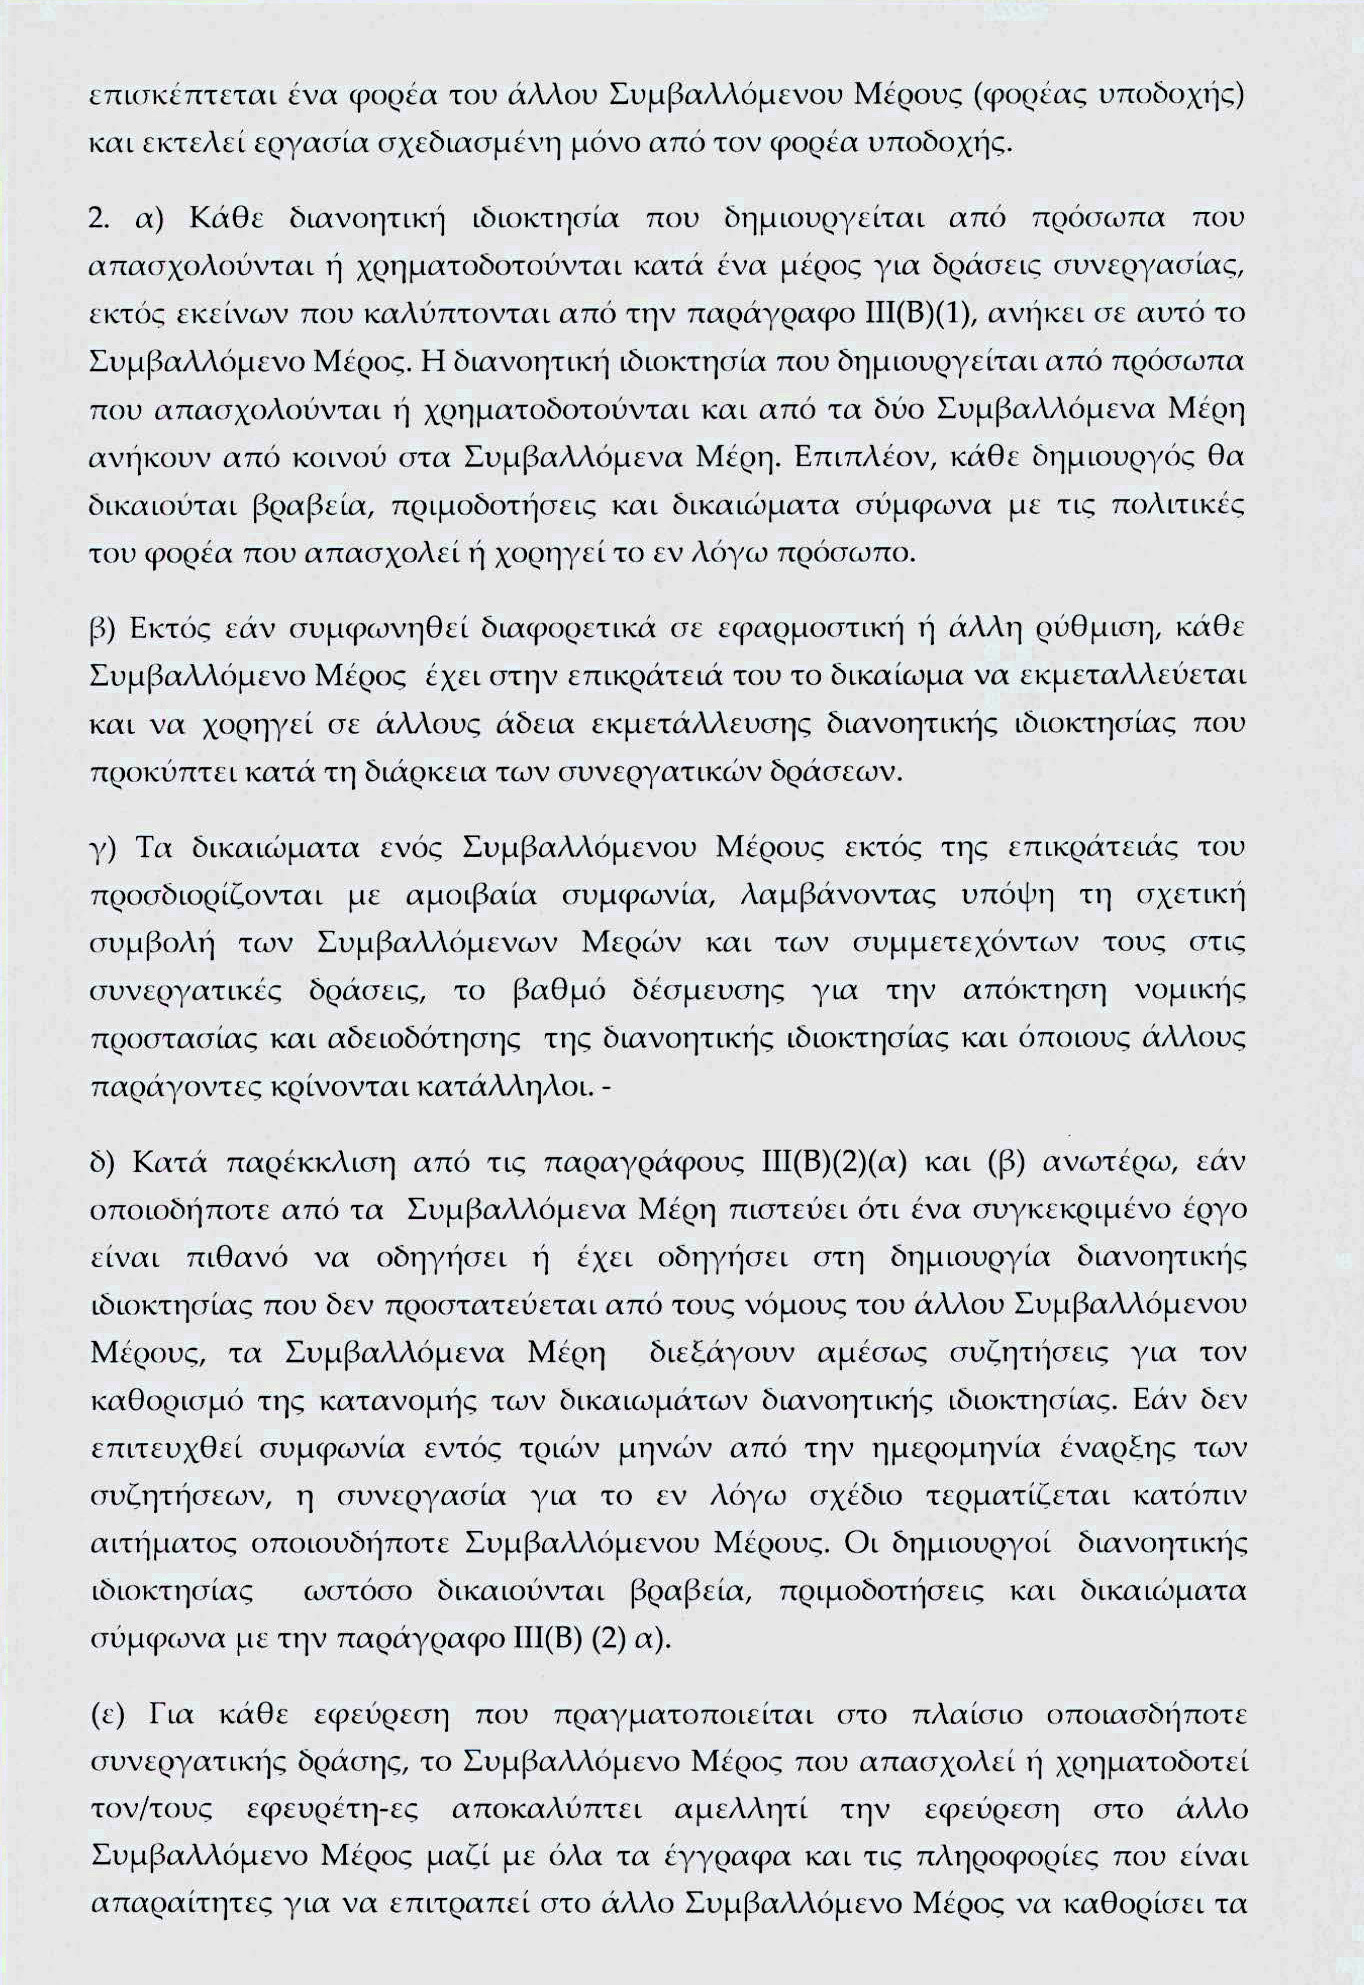 επισκέπτεται ένα φορέα του άλλου Συμβαλλόμενου Μέρους (φορέας υποδοχής)
και εκτελεί εργασία σχεδιασμένη μόνο από τον φορέα υποδοχής.
2. α) Κάθε διανοητική ιδιοκτησία που δημιουργείται από πρόσωπα που
απασχολούνται ή χρηματοδοτούνται κατά ένα μέρος για δράσεις συνεργασίας,
εκτός εκείνων που καλύπτονται από την παράγραφο ΙΙΙ(Β)(1), ανήκει σε αυτό το
Συμβαλλόμενο Μέρος. Η διανοητική ιδιοκτησία που δημιουργείται από πρόσωπα
που απασχολούνται ή χρηματοδοτούνται και από τα δύο Συμβαλλόμενα Μέρη
ανήκουν από κοινού στα Συμβαλλόμενα Μέρη. Επιπλέον, κάθε δημιουργός θα
δικαιούται βραβεία, πριμοδοτήσεις και δικαιώματα σύμφωνα με τις πολιτικές
του φορέα που απασχολεί ή χορηγεί το εν λόγω πρόσωπο.
β) Εκτός εάν συμφωνηθεί διαφορετικά σε εφαρμοστική ή άλλη ρύθμιση, κάθε
Συμβαλλόμενο Μέρος έχει στην επικράτειά του το δικαίωμα να εκμεταλλεύεται
και να χορηγεί σε άλλους άδεια εκμετάλλευσης διανοητικής ιδιοκτησίας που
προκύπτει κατά τη διάρκεια των συνεργατικών δράσεων.
γ) Τα δικαιώματα ενός Συμβαλλόμενου Μέρους εκτός της επικράτειάς του
προσδιορίζονται με αμοιβαία συμφωνία, λαμβάνοντας υπόψη τη σχετική
συμβολή των Συμβαλλόμενων Μερών και των συμμετεχόντων τους στις
συνεργατικές δράσεις, το βαθμό δέσμευσης για την απόκτηση νομικής
προστασίας και αδειοδότησης της διανοητικής ιδιοκτησίας και όποιους άλλους
παράγοντες κρίνονται κατάλληλοι. -
δ) Κατά παρέκκλιση από τις παραγράφους ΙΙΙ(Β)(2)(α) και (β) ανωτέρω, εάν
οποιοδήποτε από τα Συμβαλλόμενα Μέρη πιστεύει ότι ένα συγκεκριμένο έργο
είναι πιθανό να οδηγήσει ή έχει οδηγήσει στη δημιουργία διανοητικής
ιδιοκτησίας που δεν προστατεύεται από τους νόμους του άλλου Συμβαλλόμενου
Μέρους, τα Συμβαλλόμενα Μέρη διεξάγουν αμέσως συζητήσεις για τον
καθορισμό της κατανομής των δικαιωμάτων διανοητικής ιδιοκτησίας. Εάν δεν
επιτευχθεί συμφωνία εντός τριών μηνών από την ημερομηνία έναρξης των
συζητήσεων, η συνεργασία για το εν λόγω σχέδιο τερματίζεται κατόπιν
αιτήματος οποιουδήποτε Συμβαλλόμενου Μέρους. Οι δημιουργοί διανοητικής
ιδιοκτησίας ωστόσο δικαιούνται βραβεία, πριμοδοτήσεις και δικαιώματα
σύμφωνα με την παράγραφο ΙΙΙ(Β) (2) α).
(ε) Για κάθε εφεύρεση που πραγματοποιείται στο πλαίσιο οποιασδήποτε
συνεργατικής δράσης, το Συμβαλλόμενο Μέρος που απασχολεί ή χρηματοδοτεί
τον/τους εφευρέτη-ες αποκαλύπτει αμελλητί την εφεύρεση στο άλλο
Συμβαλλόμενο Μέρος μαζί με όλα τα έγγραφα και τις πληροφορίες που είναι
απαραίτητες για να επιτραπεί στο άλλο Συμβαλλόμενο Μέρος να καθορίσει τα